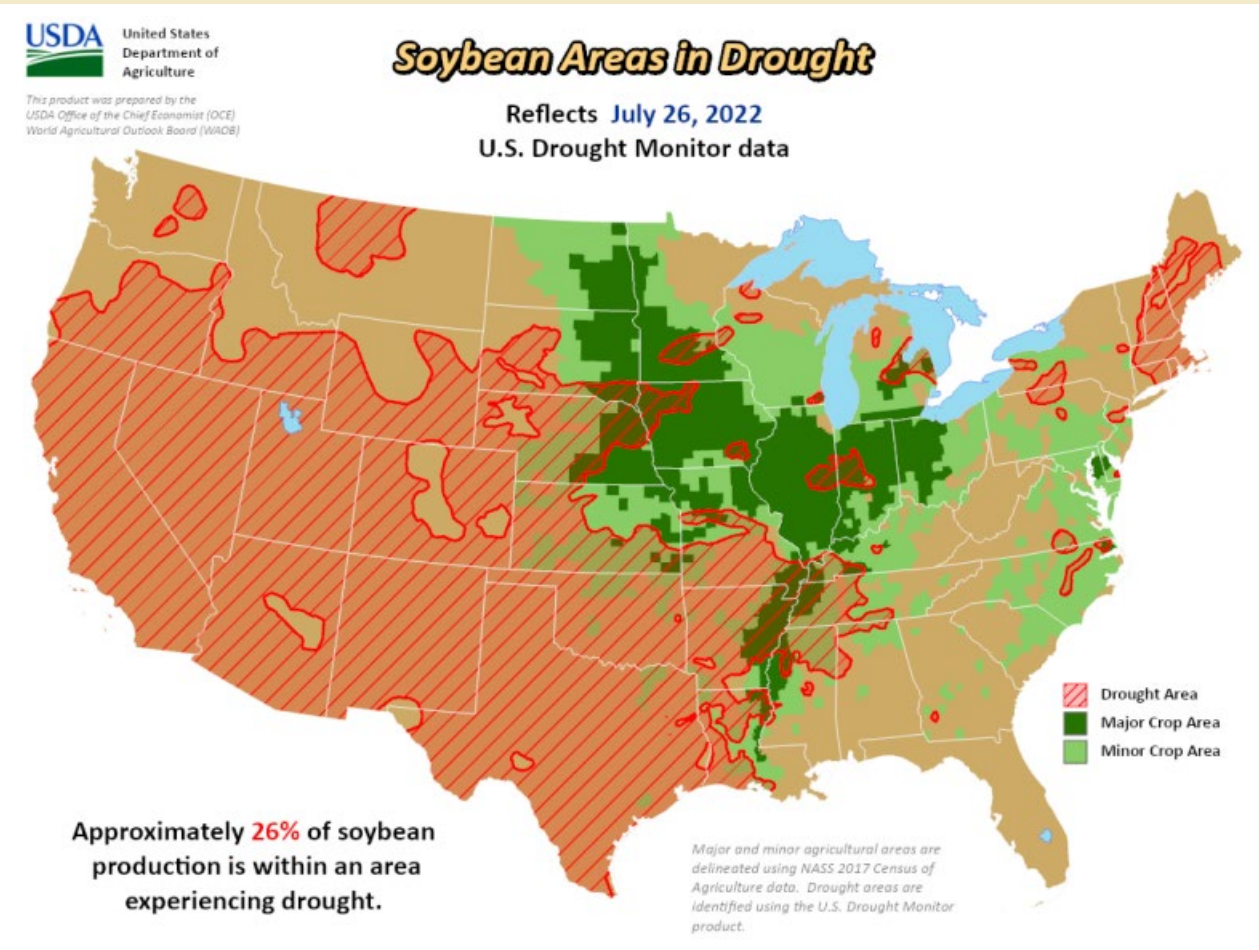 USDA
United States
Department of
Agriculture
This product was prepared by the
USDA Office of the Chief Economist (OCE)
World Agricultural Outlook Board (WAOB)
Soybean Areas in Drought
Reflects July 26, 2022
U.S. Drought Monitor data
Drought Area
Major Crop Area
Minor Crop Area
Approximately 26% of soybean
production is within an area
experiencing drought.
Major and minor agricultural areas are
delineated using NASS 2017 Census of
Agriculture data. Drought areas are
identified using the U.S. Drought Monitor
product.